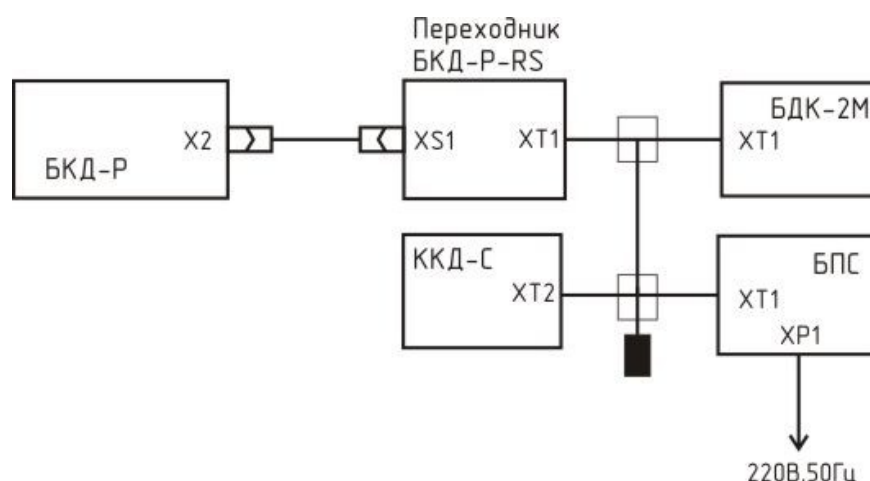 Переходник
БКД-Р-RS
БКД-Р
X2
XS1
XT1
БДК-2М
XT1
ККД-С
XT2
БПС
XT1
XP1
220В,50Гц